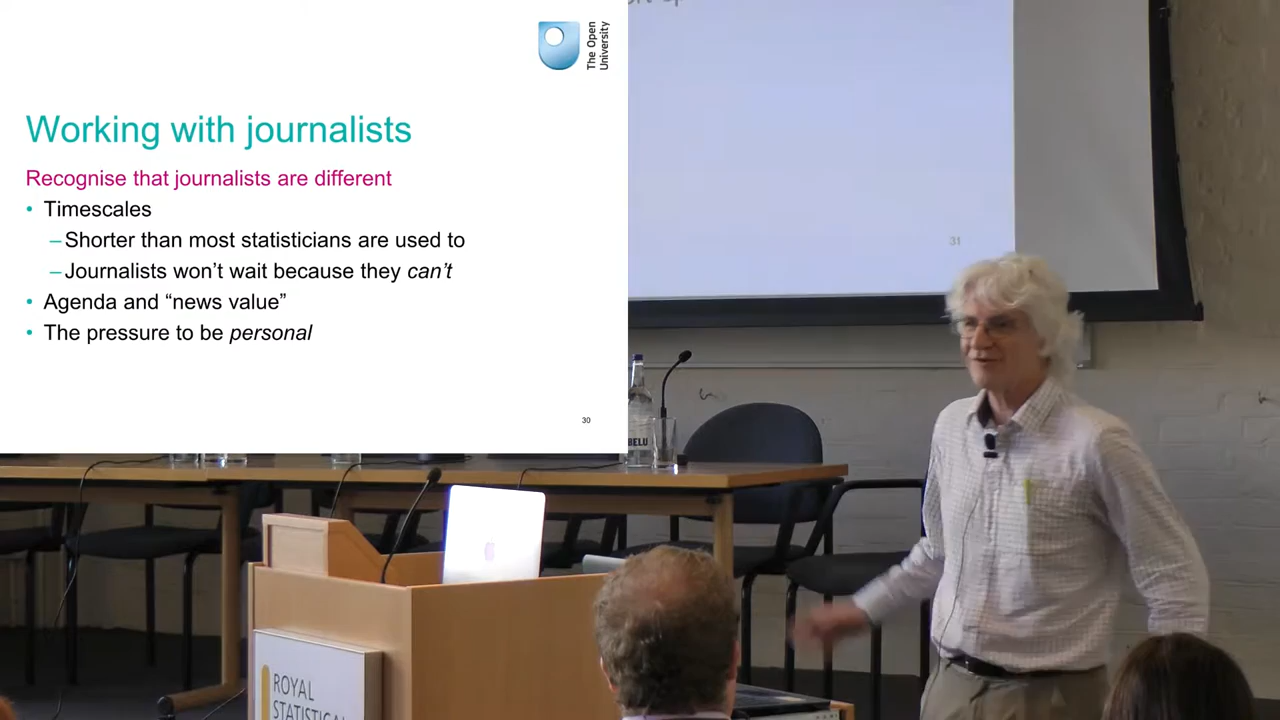 The Open
University
Working with journalists
Recognise that journalists are different
• Timescales
–Shorter than most statisticians are used to
–Journalists won’t wait because they can’t
• Agenda and “news value”
• The pressure to be personal
30
31
BELU
ROYAL
STATISTICAL